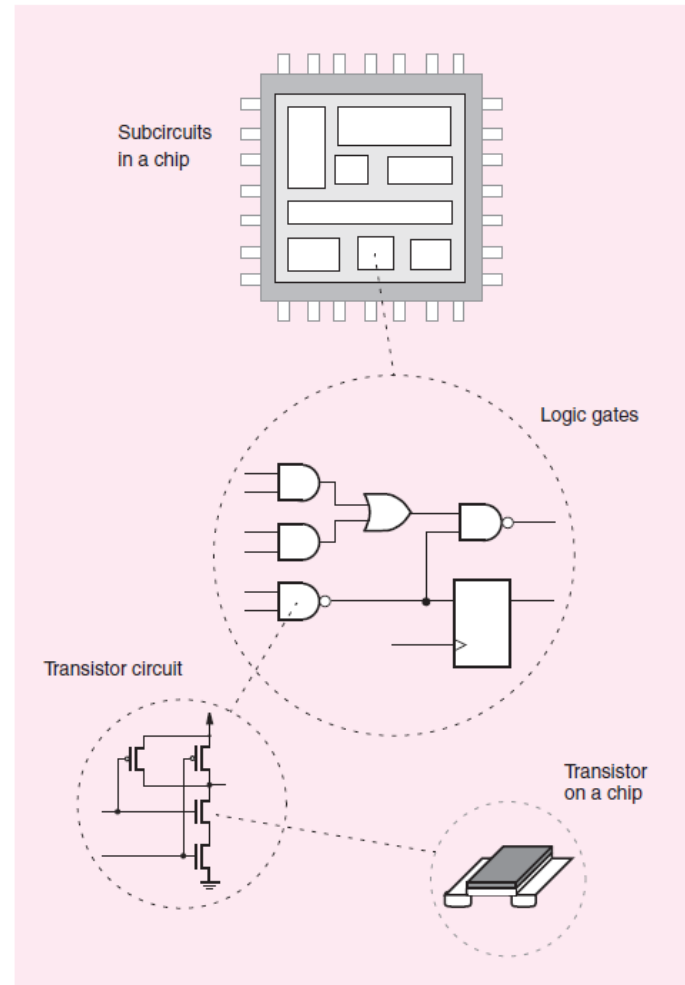 Subcircuits
in a chip
Logic gates
Transistor circuit
Transistor
on a chip